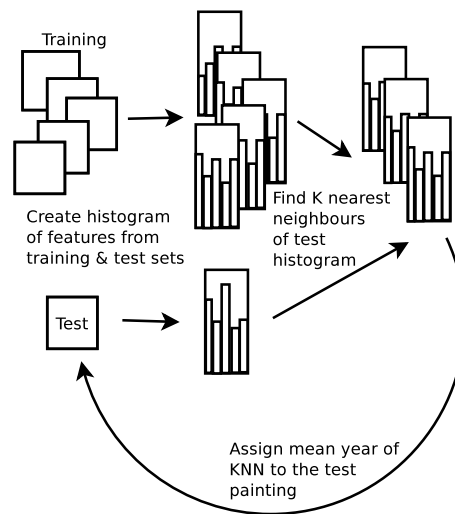 Training
Create histogram
of features from
training & test sets
Find K nearest
neighbours
of test
histogram
Test
Assign mean year of
KNN to the test
painting